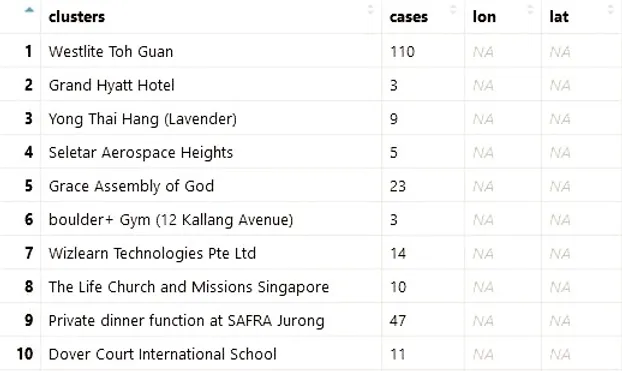 clusters cases lon lat
1 Westlite Toh Guan 110 NA NA
2 Grand Hyatt Hotel 3 NA NA
3 Yong Thai Hang (Lavender) 9 NA NA
4 Seletar Aerospace Heights 5 NA NA
5 Grace Assembly of God 23 NA NA
6 boulder+ Gym (12 Kallang Avenue) 3 NA NA
7 Wizlearn Technologies Pte Ltd 14 NA NA
8 The Life Church and Missions Singapore 10 NA NA
9 Private dinner function at SAFRA Jurong 47 NA NA
10 Dover Court International School 11 NA NA